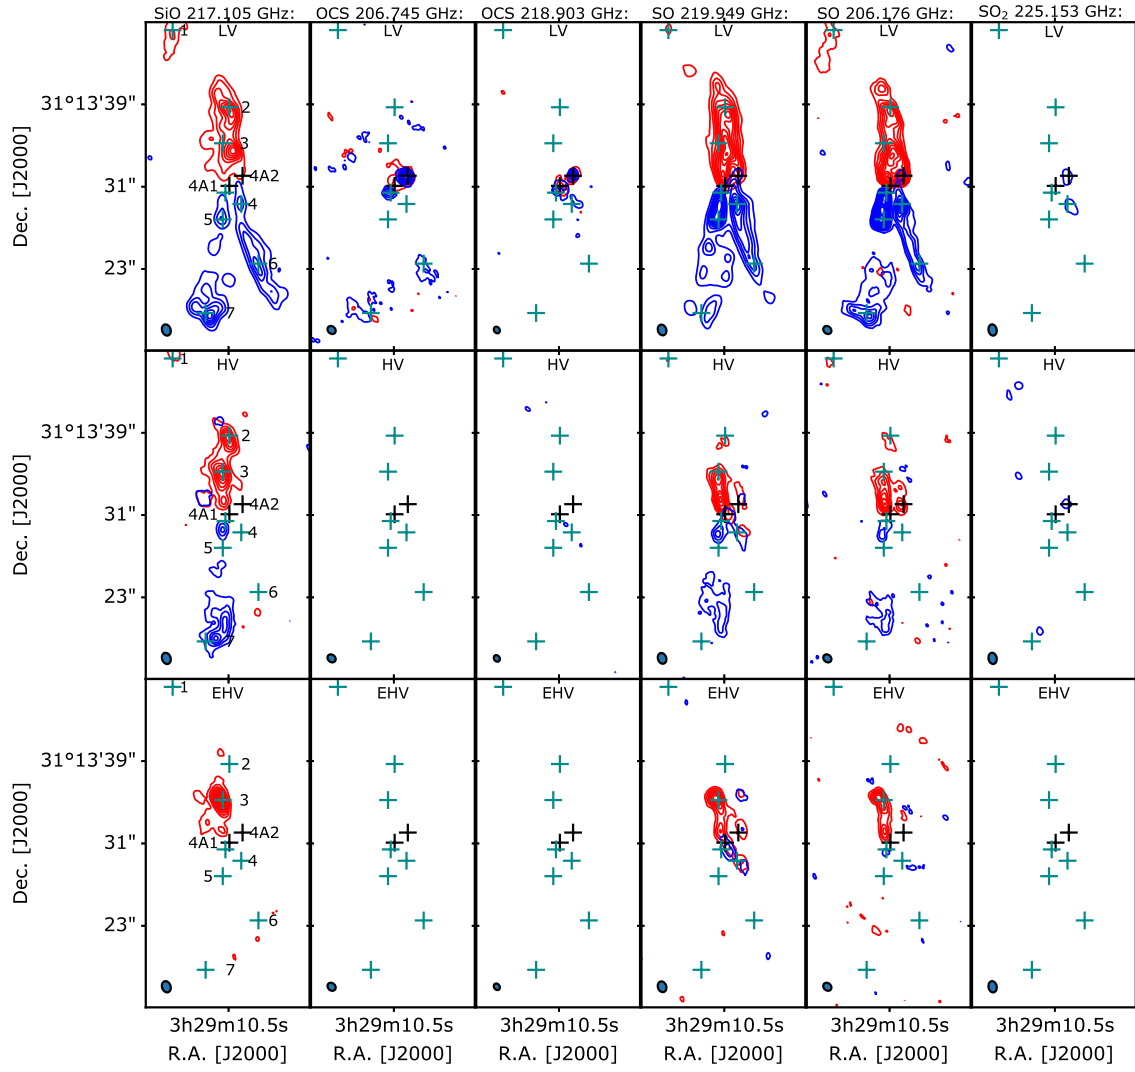 SiO 217.105 GHz: OCS 206.745 GHz: OCS 218.903 GHz: SO 219.949 GHz: SO 206.176 GHz: SO₂ 225.153 GHz:
LV LV LV LV LV LV
1
31°13'39"
2
3
4A2
31"
4A1
4
5
23"
6
7
Dec. [J2000]
HV HV HV HV HV HV
1
31°13'39"
2
3
4A2
31"
4A1
4
5
23"
6
7
Dec. [J2000]
EHV EHV EHV EHV EHV EHV
1
31°13'39"
2
3
4A2
31"
4A1
4
5
23"
6
7
Dec. [J2000]
3h29m10.5s 3h29m10.5s 3h29m10.5s 3h29m10.5s 3h29m10.5s 3h29m10.5s
R.A. [J2000] R.A. [J2000] R.A. [J2000] R.A. [J2000] R.A. [J2000] R.A. [J2000]